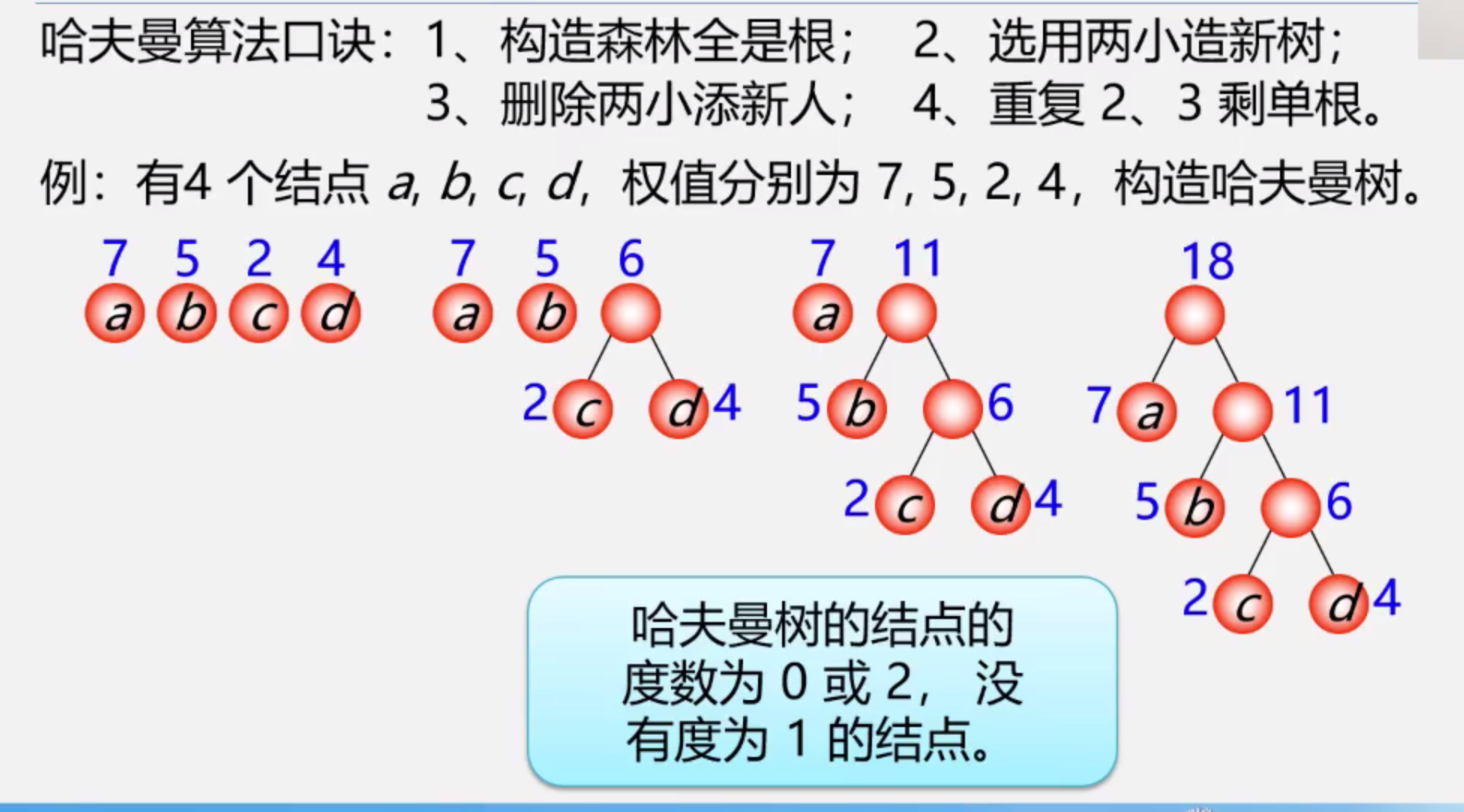 哈夫曼算法口诀：1、构造森林全是根； 2、选用两小造新树；
3、删除两小添新人； 4、重复 2、3 剩单根。
例：有4 个结点 a, b, c, d, 权值分别为 7, 5, 2, 4，构造哈夫曼树。
7 5 2 4 7 5 6 7 11 18
a b c d a b a
2 c d 4 5 b 6 7 a 11
2 c d 4 5 b 6
2 c d 4
哈夫曼树的结点的
度数为 0 或 2， 没
有度为 1 的结点。